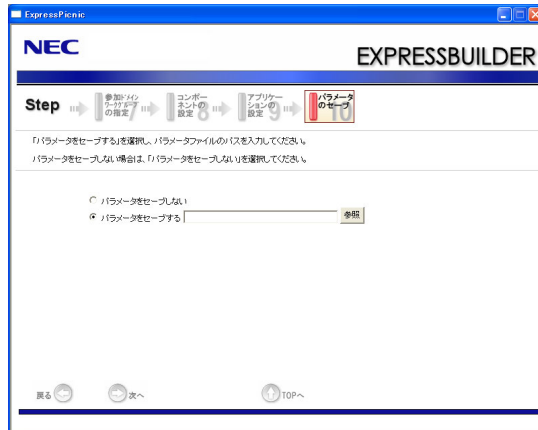 ExpressPicnic
NEC
EXPRESSBUILDER
Step
参加ドメイン
ワークグループ
の指定 7
コンポー
ネントの
設定 8
アプリケー
ションの
設定 9
パラメータ
のセーブ 10
「パラメータをセーブする」を選択し、パラメータファイルのパスを入力してください。
パラメータをセーブしない場合は、「パラメータをセーブしない」を選択してください。
パラメータをセーブしない
パラメータをセーブする
参照
戻る
次へ
TOPへ